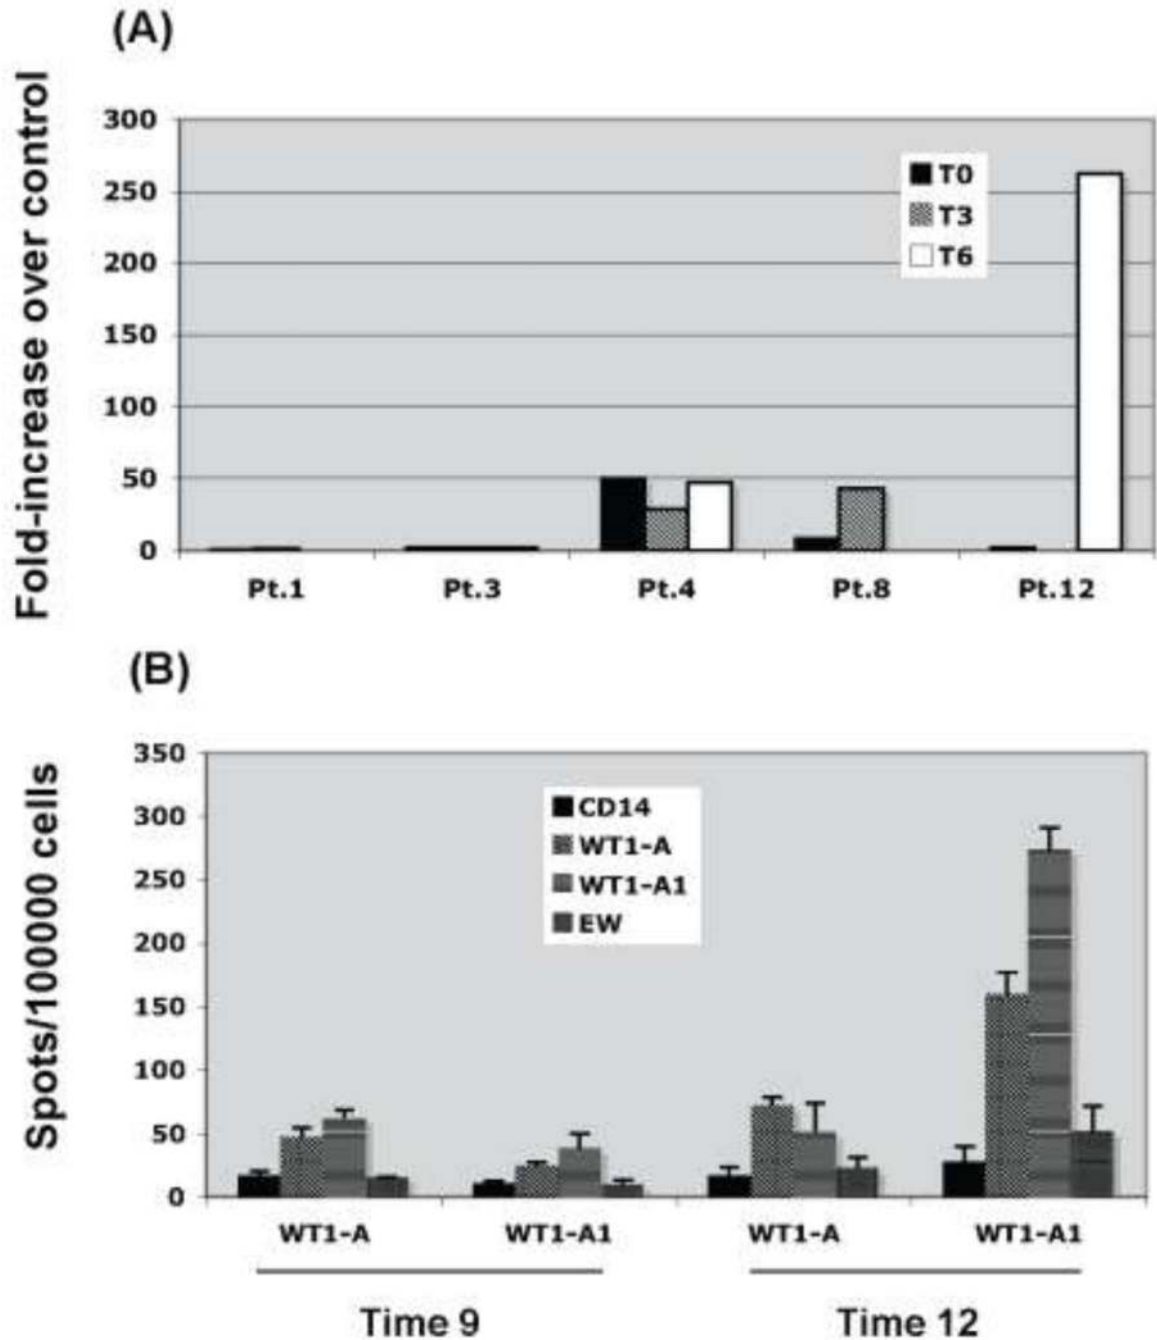 (A)
Fold-increase over control
300
250
200
150
100
50
0
T0
T3
T6
Pt.1 Pt.3 Pt.4 Pt.8 Pt.12
(B)
Spots/100000 cells
350
300
250
200
150
100
50
0
CD14
WT1-A
WT1-A1
EW
WT1-A WT1-A1 WT1-A WT1-A1
Time 9 Time 12